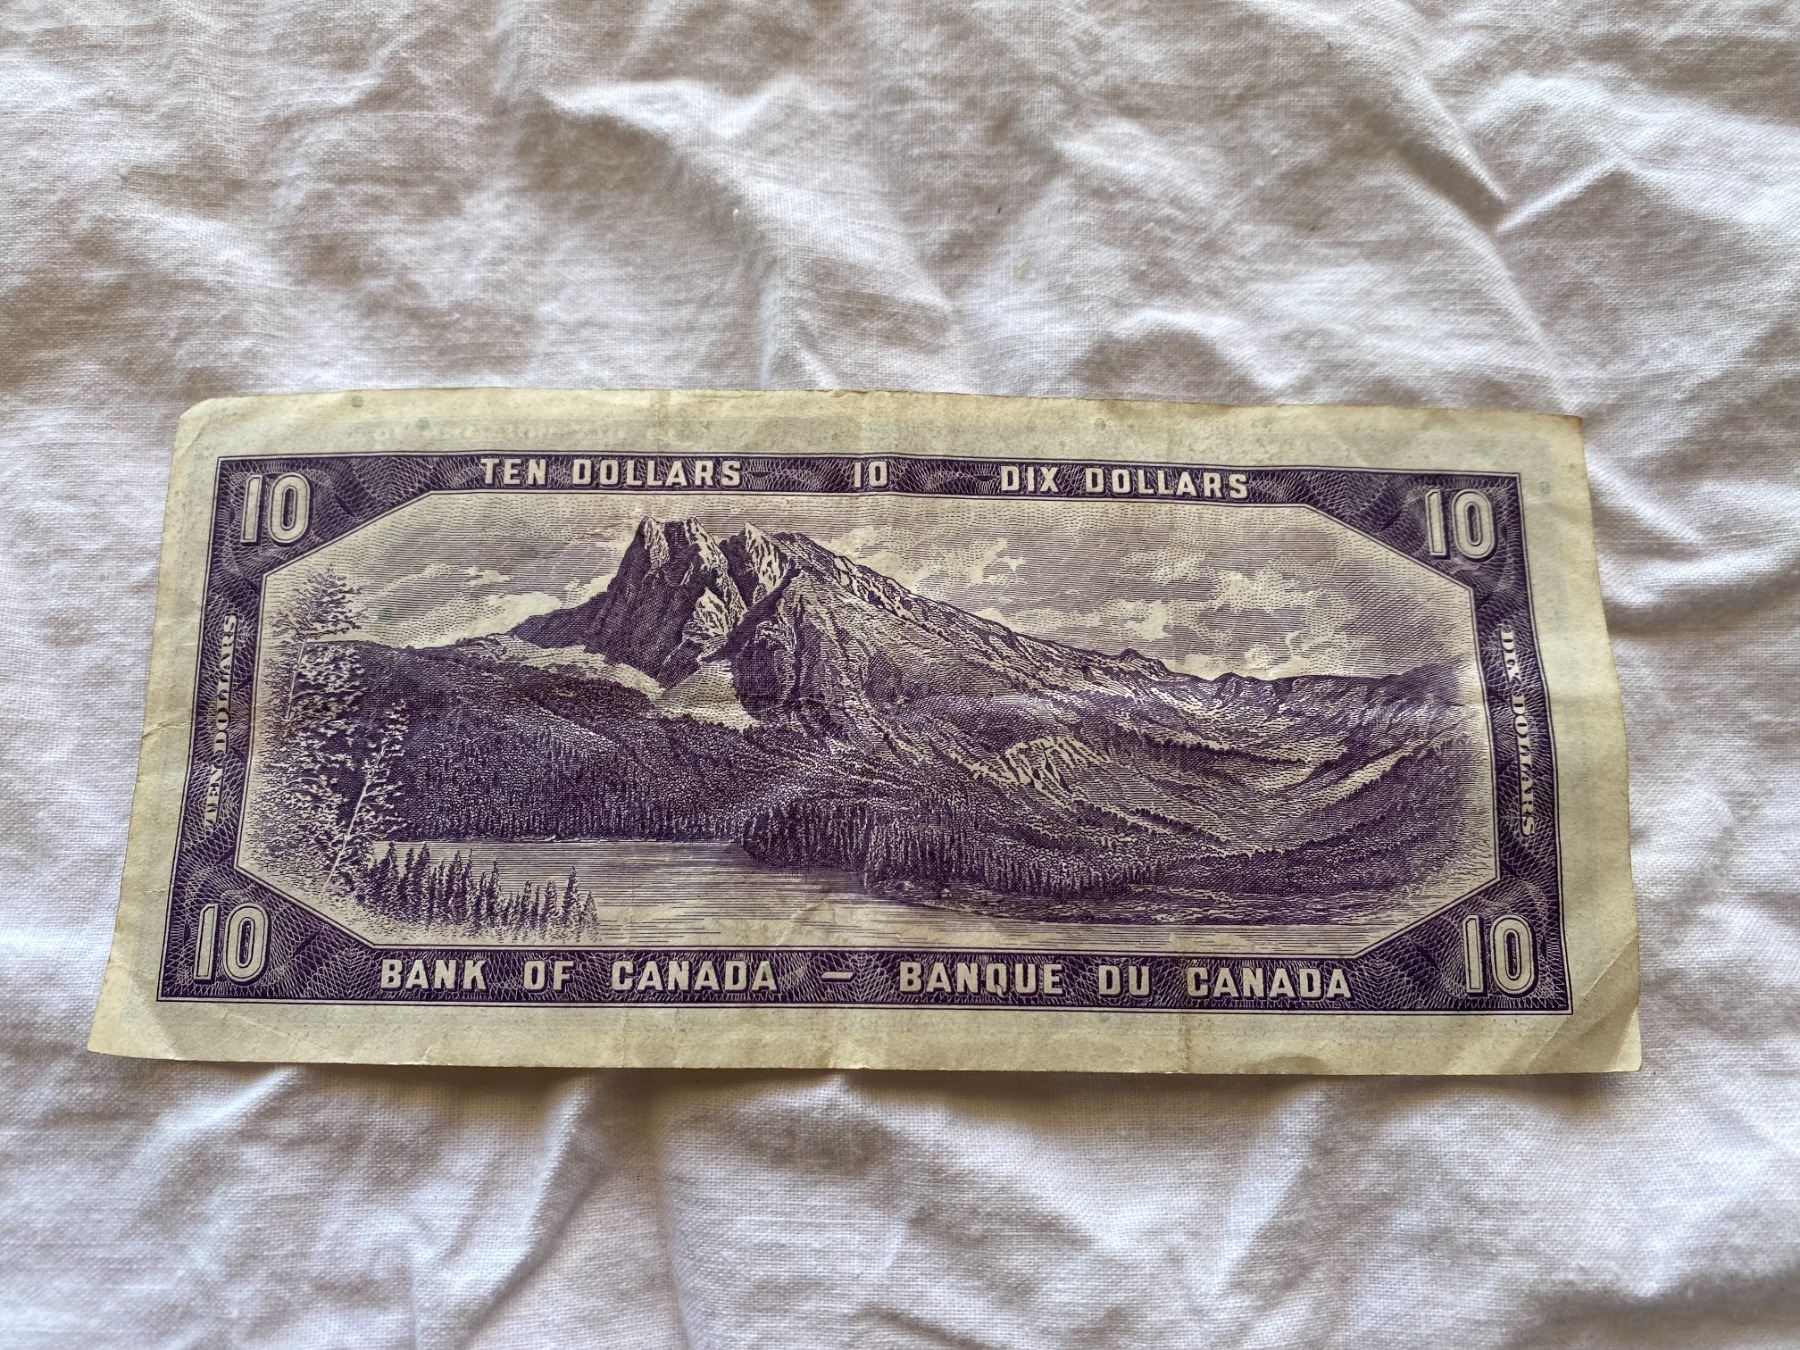 TEN DOLLARS 10 DIX DOLLARS
10 10
TEN DOLLARS DIX DOLLARS
10 10
BANK OF CANADA — BANQUE DU CANADA